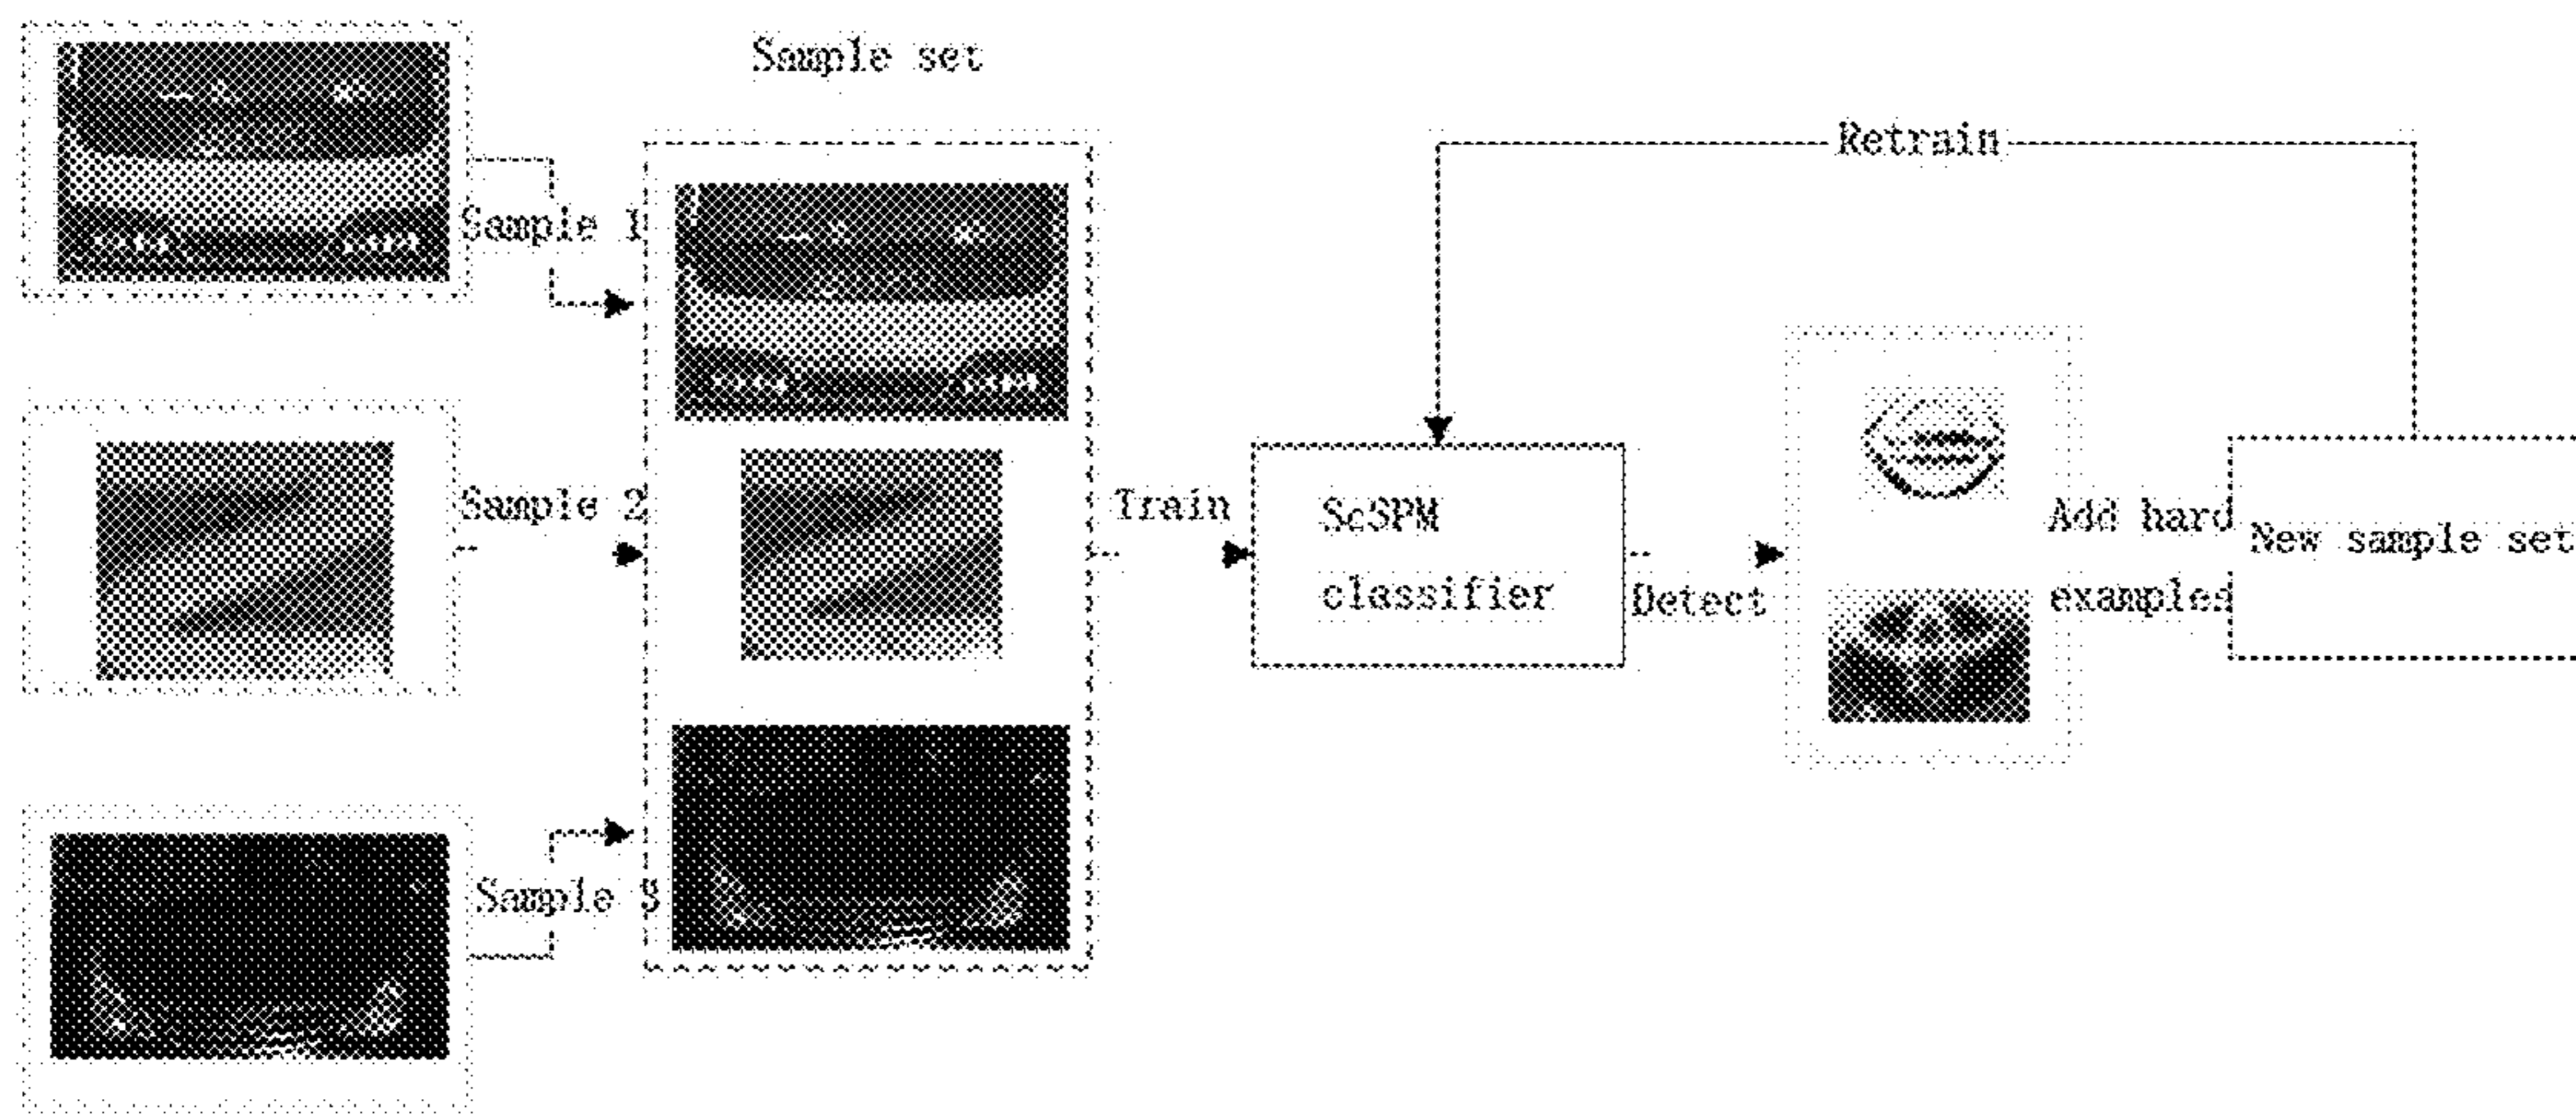 Sample set
Retrain
Sample 1
Sample 2
Train
ScSPM
classifier
Detect
Add hard
examples
New sample set
Sample 3